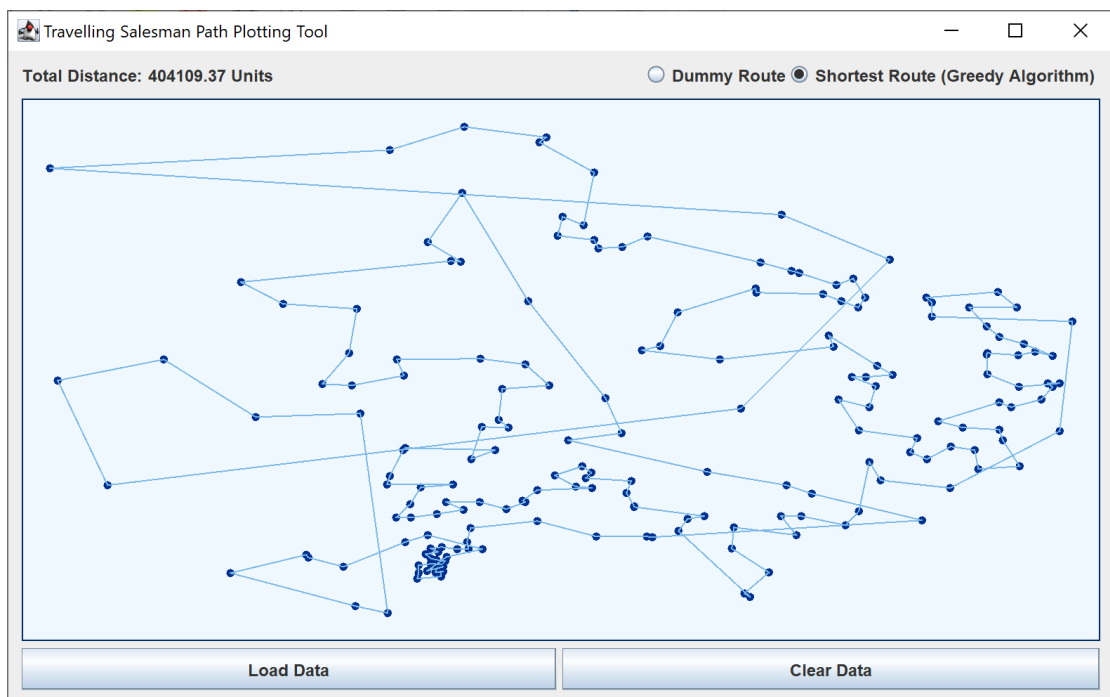 Travelling Salesman Path Plotting Tool
Total Distance: 404109.37 Units Dummy Route Shortest Route (Greedy Algorithm)
Load Data Clear Data